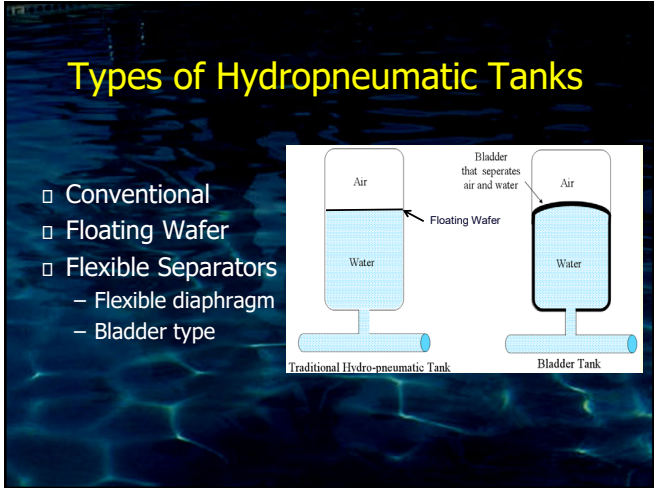 Types of Hydropneumatic Tanks
▯ Conventional
▯ Floating Wafer
▯ Flexible Separators
– Flexible diaphragm
– Bladder type
Air
Floating Wafer
Water
Traditional Hydro-pneumatic Tank
Bladder
that seperates
air and water
Air
Water
Bladder Tank